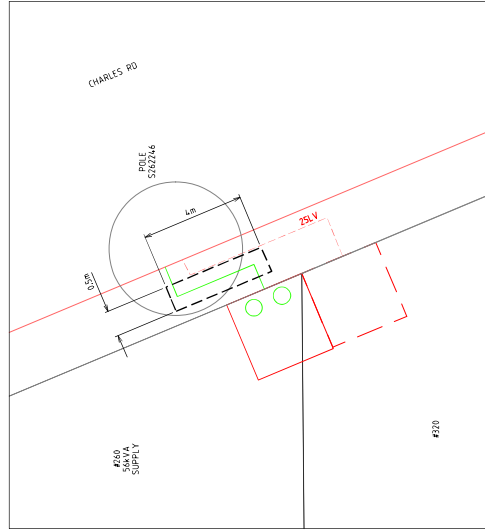 CHARLES RD
POLE
S262246
4m
25LV
0.5m
#260
56kVA
SUPPLY
#320